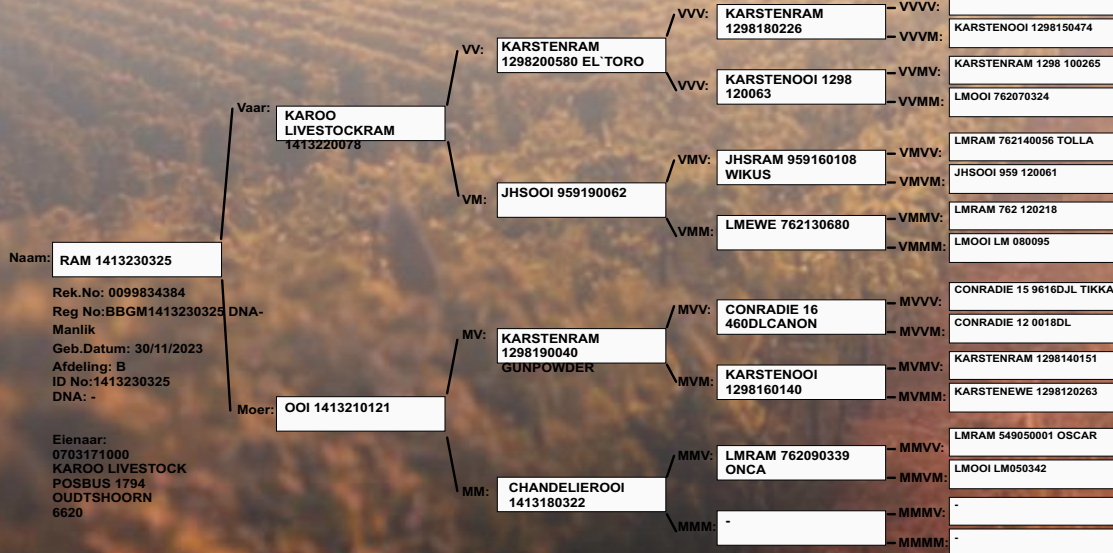 Naam:
RAM 1413230325
Rek.No: 0099834384
Reg No:BBGM1413230325 DNA-
Manlik
Geb.Datum: 30/11/2023
Afdeling: B
ID No:1413230325
DNA: -
Eienaar:
0703171000
KAROO LIVESTOCK
POSBUS 1794
OUDTSHOORN
6620
Vaar:
KAROO
LIVESTOCKRAM
1413220078
Moer:
OOI 1413210121
VV:
KARSTENRAM
1298200580 EL`TORO
VM:
JHSOOI 959190062
MV:
KARSTENRAM
1298190040
GUNPOWDER
MM:
CHANDELIEROOI
1413180322
VVV:
KARSTENRAM
1298180226
VVV:
KARSTENOOI 1298
120063
VMV:
JHSRAM 959160108
WIKUS
VMM:
LMEWE 762130680
MVV:
CONRADIE 16
460DLCANON
MVM:
KARSTENOOI
1298160140
MMV:
LMRAM 762090339
ONCA
MMM:
-
VVVV:
VVVM:
KARSTENOOI 1298150474
VVMV:
KARSTENRAM 1298 100265
VVMM:
LMOOI 762070324
VMVV:
LMRAM 762140056 TOLLA
VMVM:
JHSOOI 959 120061
VMMV:
LMRAM 762 120218
VMMM:
LMOOI LM 080095
MVVV:
CONRADIE 15 9616DJL TIKKA
MVVM:
CONRADIE 12 0018DL
MVMV:
KARSTENRAM 1298140151
MVMM:
KARSTENEWE 1298120263
MMVV:
LMRAM 549050001 OSCAR
MMVM:
LMOOI LM050342
MMMV:
-
MMMM:
-